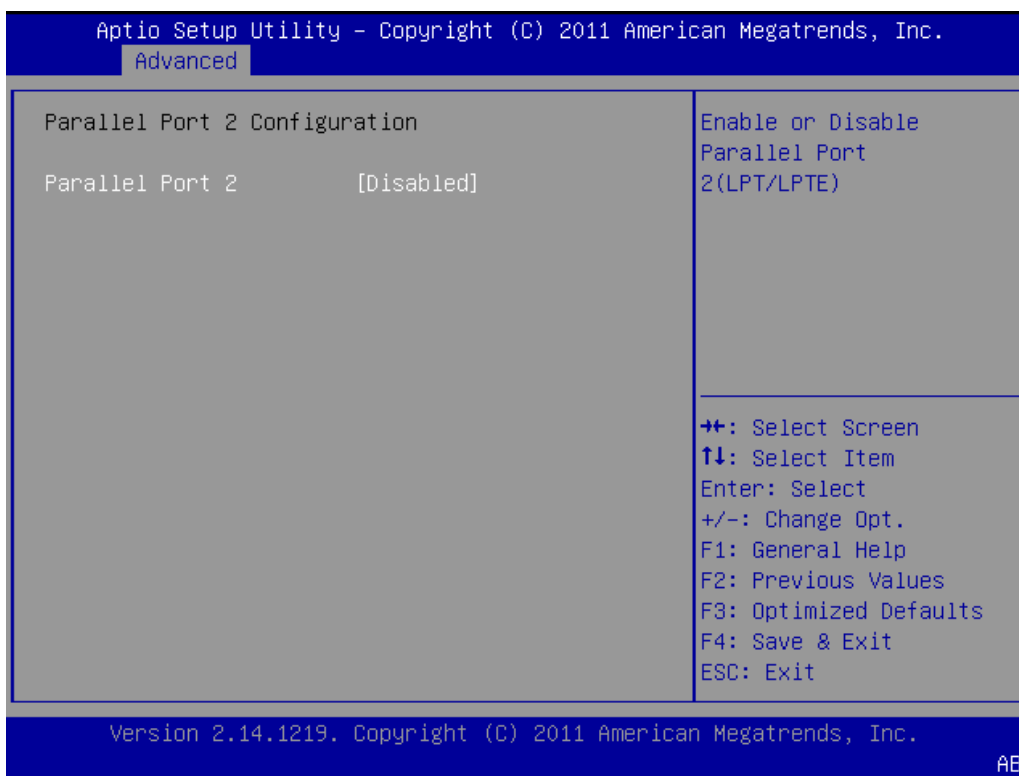 Aptio Setup Utility – Copyright (C) 2011 American Megatrends, Inc.
Advanced
Parallel Port 2 Configuration
Parallel Port 2 [Disabled]
Enable or Disable
Parallel Port
2(LPT/LPTE)
→←: Select Screen
↑↓: Select Item
Enter: Select
+/-: Change Opt.
F1: General Help
F2: Previous Values
F3: Optimized Defaults
F4: Save & Exit
ESC: Exit
Version 2.14.1219. Copyright (C) 2011 American Megatrends, Inc.
AB